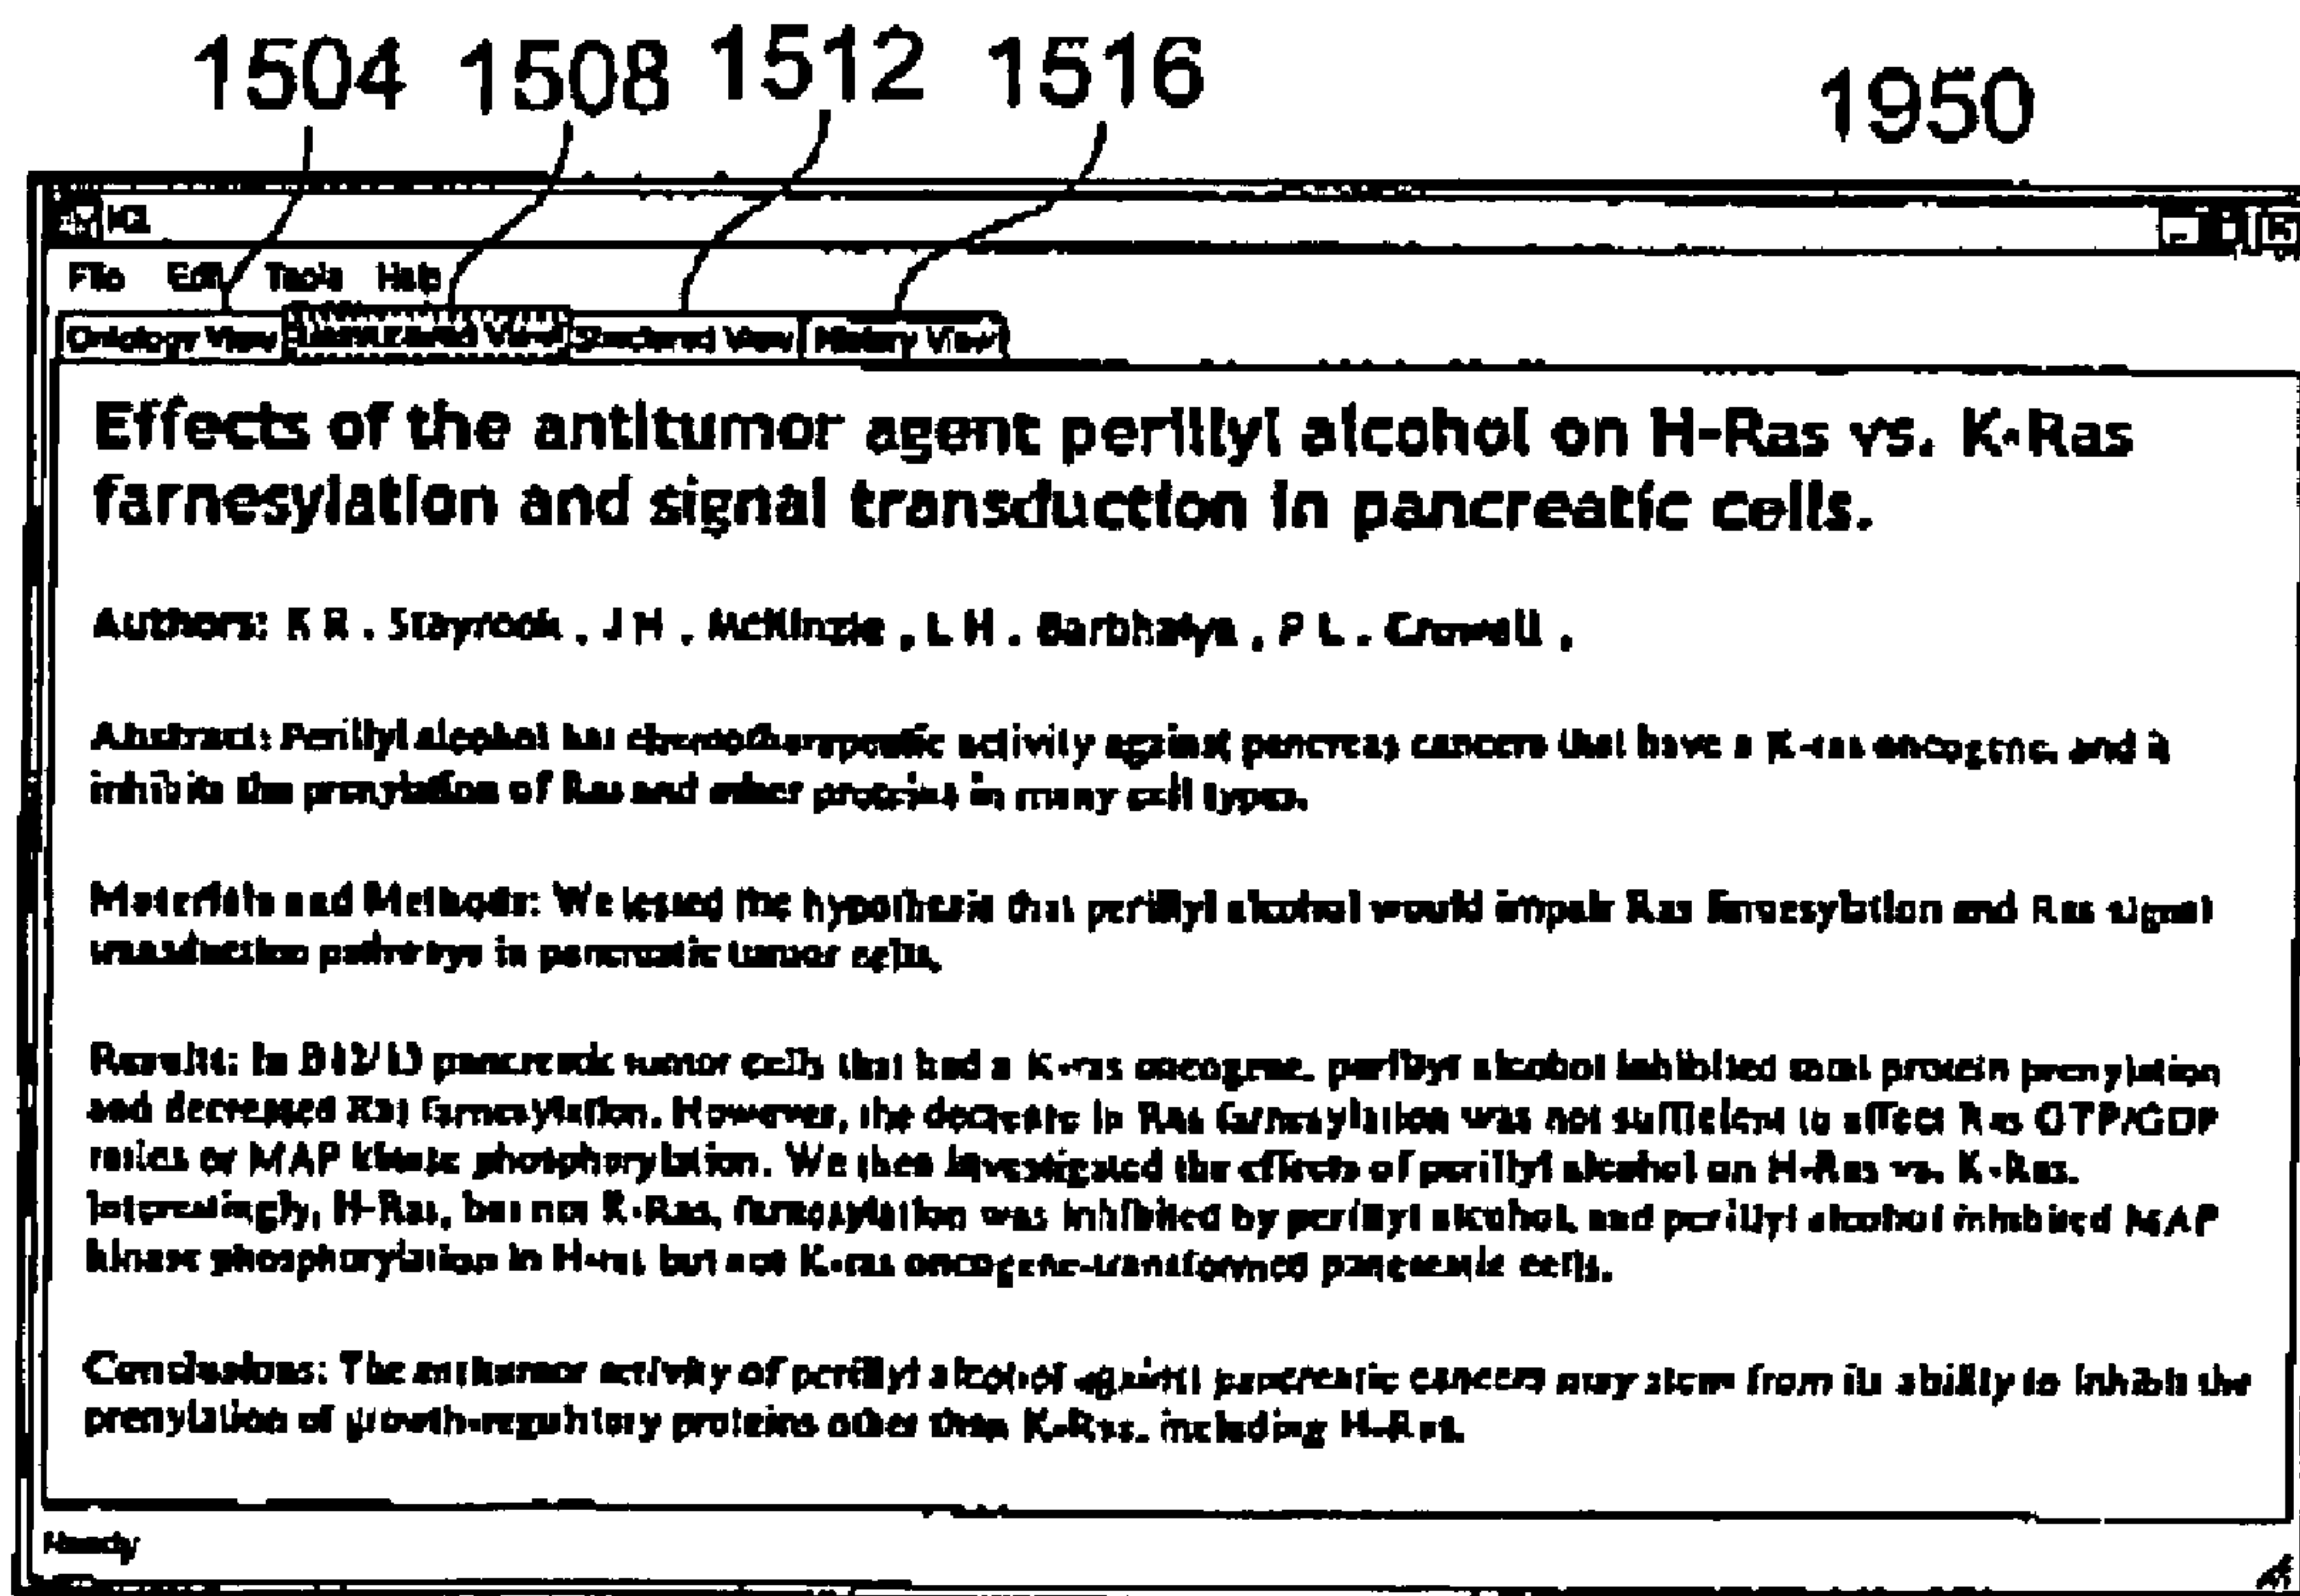 1504 1508 1512 1516 1950
File Edit Tools Help
Ontology View Unstructured View Structured View History View
Effects of the antitumor agent perillyl alcohol on H-Ras vs. K-Ras
farnesylation and signal transduction in pancreatic cells.
Authors: K R . Stayrook , J H . McKinzie , L H . Barbhaiya , P L . Crowell ,
Abstract: Perillyl alcohol has chemotherapeutic activity against pancreas cancers that have a K-ras oncogene, and it
inhibits the prenylation of Ras and other proteins in many cell types.
Materials and Methods: We tested the hypothesis that perillyl alcohol would impair Ras farnesylation and Ras signal
transduction pathways in pancreatic tumor cells.
Results: In B12/13 pancreatic tumor cells that had a K-ras oncogene, perillyl alcohol inhibited total protein prenylation
and decreased Ras farnesylation. However, the decrease in Ras farnesylation was not sufficient to affect Ras GTP/GDP
ratios or MAP kinase phosphorylation. We then investigated the effects of perillyl alcohol on H-Ras vs. K-Ras.
Interestingly, H-Ras, but not K-Ras, farnesylation was inhibited by perillyl alcohol, and perillyl alcohol inhibited MAP
kinase phosphorylation in H-ras but not K-ras oncogene-transformed pancreatic cells.
Conclusions: The antitumor activity of perillyl alcohol against pancreatic cancers may stem from its ability to inhibit the
prenylation of growth-regulatory proteins other than K-Ras, including H-Ras.
Ready